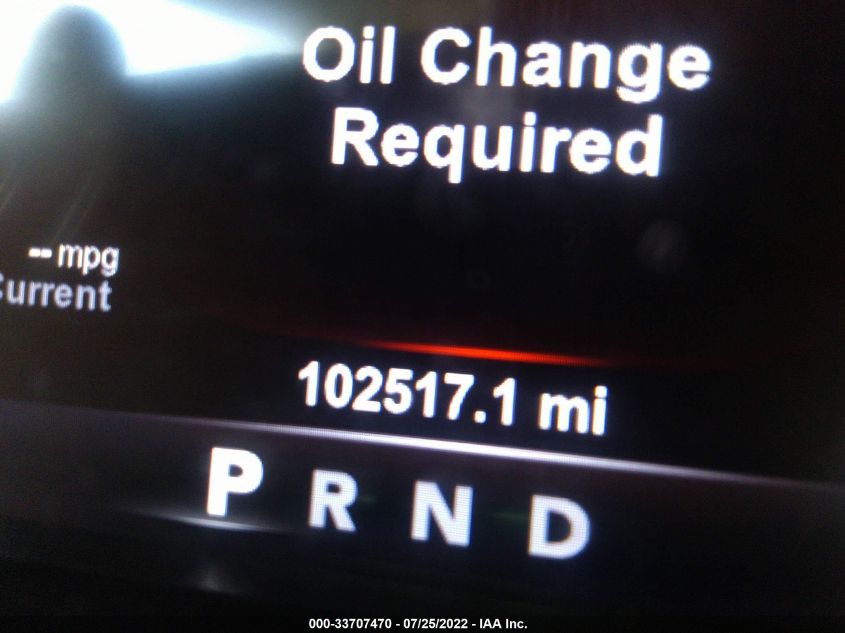 Oil Change
Required
-- mpg
Current
102517.1 mi
P R N D
000-33707470 - 07/25/2022 - IAA Inc.